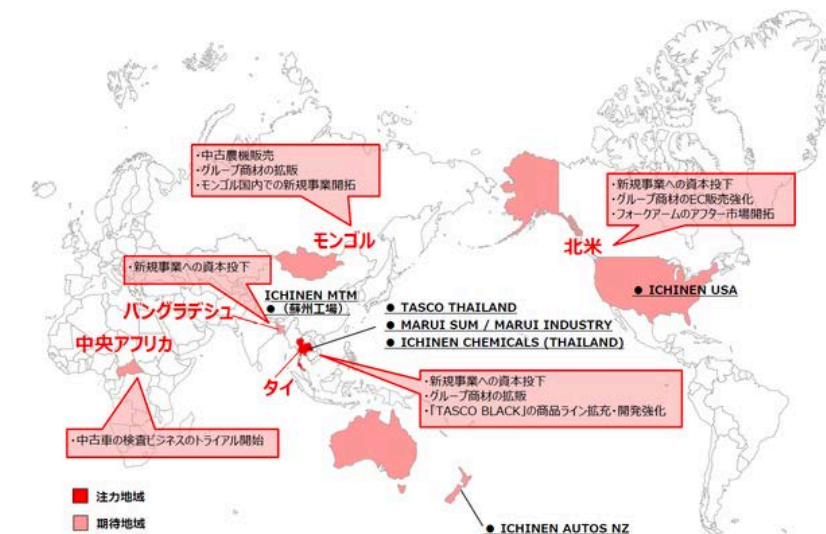 ・中古農機販売
・グループ商材の拡販
・モンゴル国内での新規事業開拓
モンゴル
・新規事業への資本投下
・グループ商材のEC販売強化
・フォークアームのアフター市場開拓
北米
● ICHINEN USA
・新規事業への資本投下
バングラデシュ
ICHINEN MTM
● （蘇州工場）
● TASCO THAILAND
● MARUI SUM / MARUI INDUSTRY
● ICHINEN CHEMICALS (THAILAND)
中央アフリカ
タイ
・新規事業への資本投下
・グループ商材の拡販
・「TASCO BLACK」の商品ライン拡充・開発強化
・中古車の検査ビジネスのトライアル開始
注力地域
期待地域
● ICHINEN AUTOS NZ